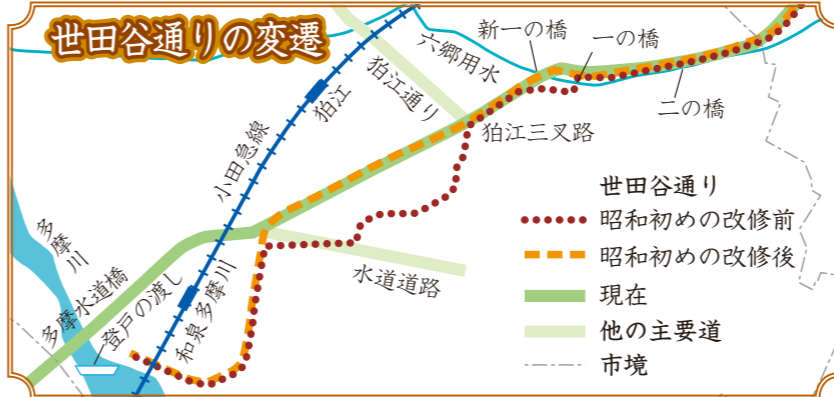 世田谷通りの変遷
新一の橋
一の橋
六郷用水
狛江通り
狛江
二の橋
狛江三叉路
小田急線
世田谷通り
昭和初めの改修前
昭和初めの改修後
現在
他の主要道
市境
水道道路
多摩川
多摩水道橋
登戸の渡し
和泉多摩川